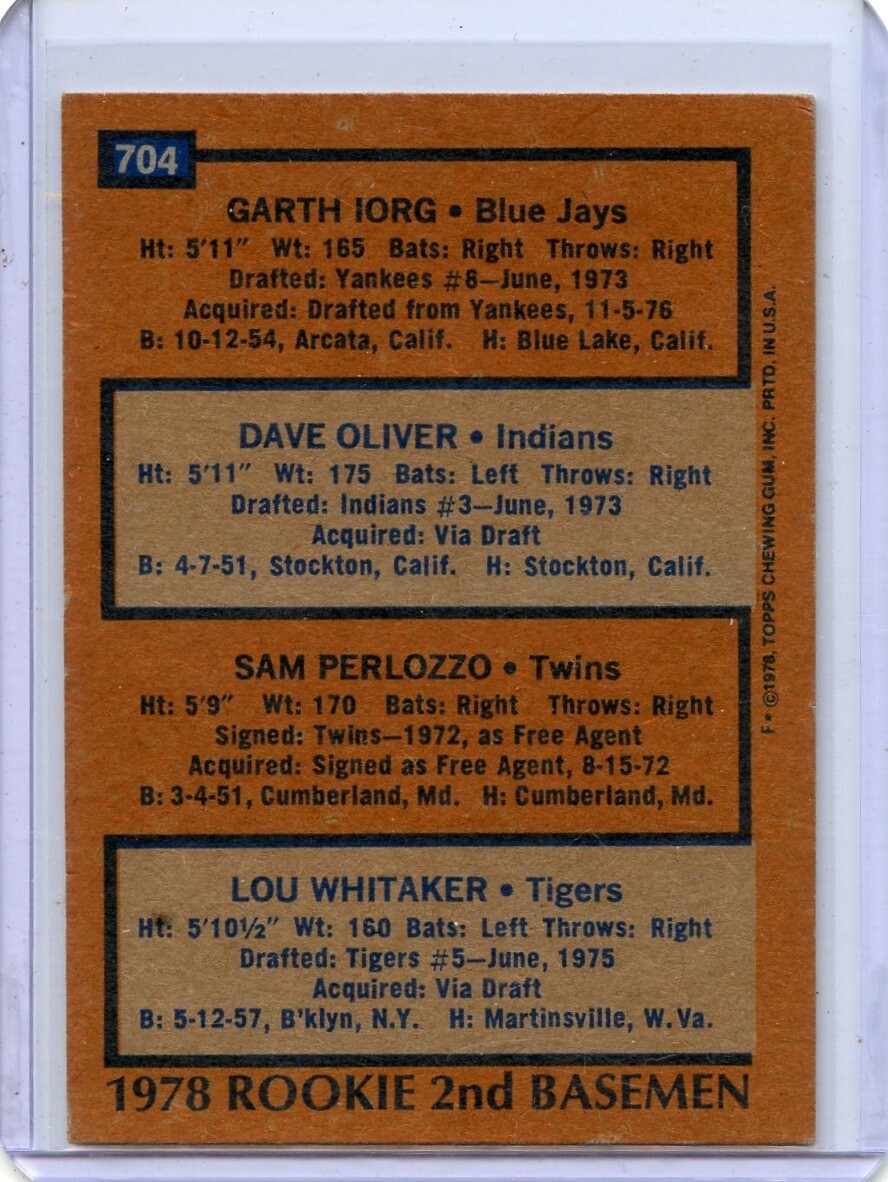 704
GARTH IORG • Blue Jays
Ht: 5'11" Wt: 165 Bats: Right Throws: Right
Drafted: Yankees #8—June, 1973
Acquired: Drafted from Yankees, 11-5-76
B: 10-12-54, Arcata, Calif. H: Blue Lake, Calif.
DAVE OLIVER • Indians
Ht: 5'11" Wt: 175 Bats: Left Throws: Right
Drafted: Indians #3—June, 1973
Acquired: Via Draft
B: 4-7-51, Stockton, Calif. H: Stockton, Calif.
SAM PERLOZZO • Twins
Ht: 5'9" Wt: 170 Bats: Right Throws: Right
Signed: Twins—1972, as Free Agent
Acquired: Signed as Free Agent, 8-15-72
B: 3-4-51, Cumberland, Md. H: Cumberland, Md.
LOU WHITAKER • Tigers
Ht: 5'10½" Wt: 160 Bats: Left Throws: Right
Drafted: Tigers #5—June, 1975
Acquired: Via Draft
B: 5-12-57, B'klyn, N.Y. H: Martinsville, W.Va.
1978 ROOKIE 2nd BASEMEN
F* ©1978, TOPPS CHEWING GUM, INC. PRTD. IN U.S.A.